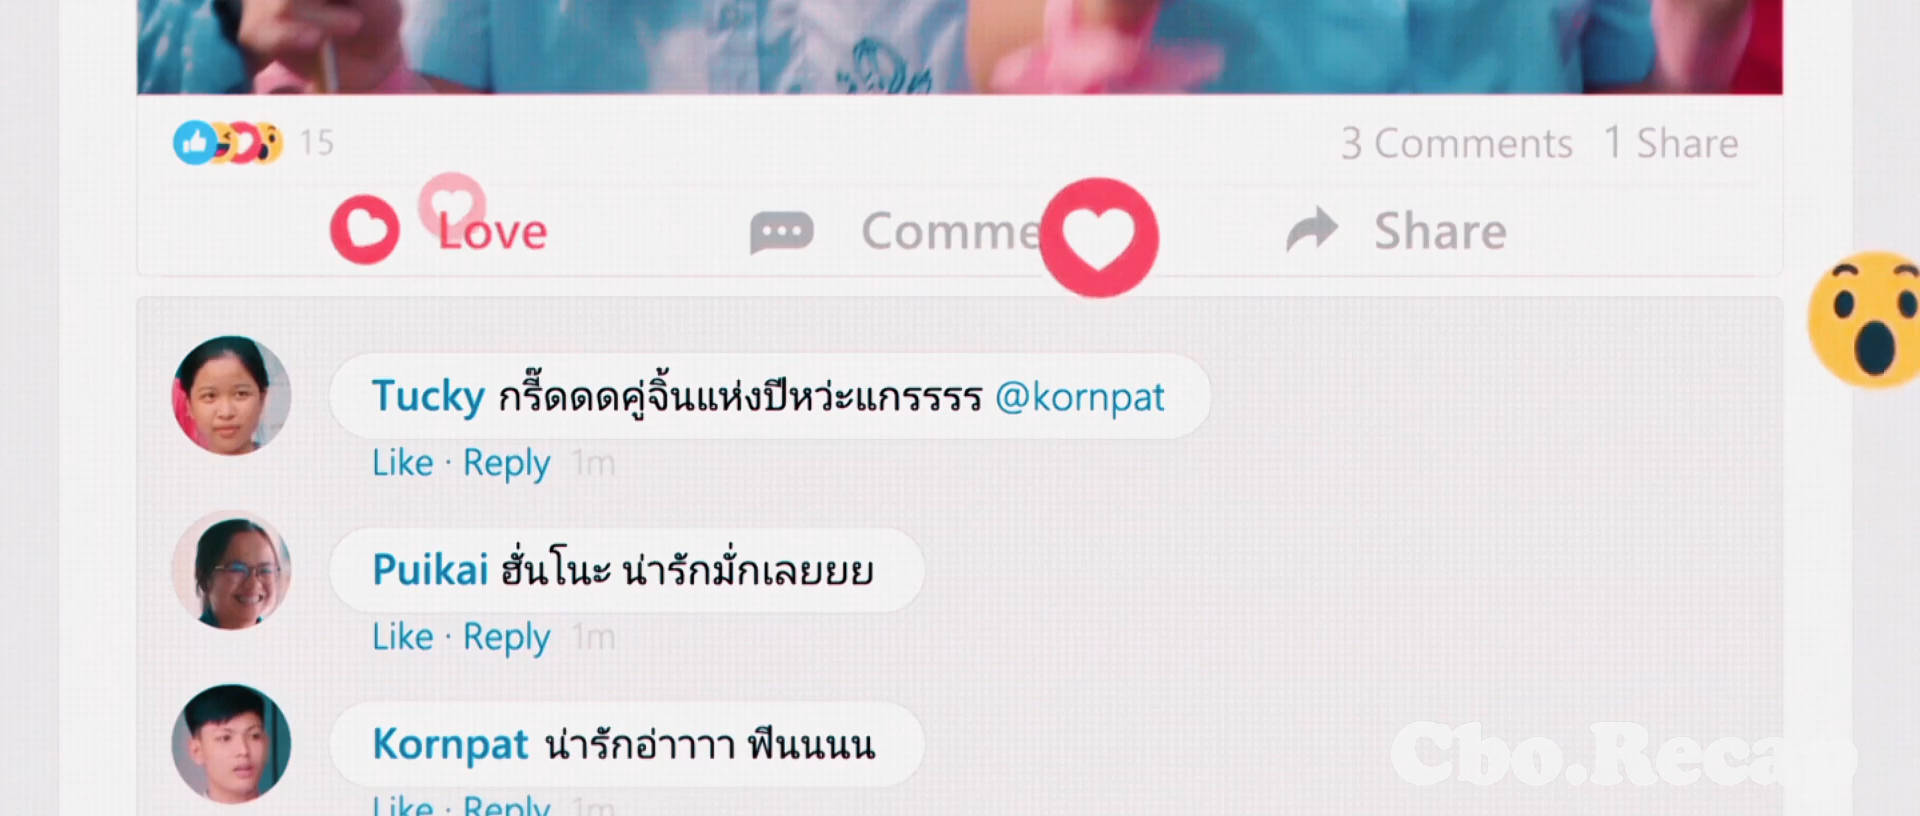 15
3 Comments 1 Share
Love Comme Share
Tucky กรี๊ดดดคู่จิ้นแห่งปีหว่ะแกรรรร @kornpat
Like · Reply 1m
Puikai ฮั่นโนะ น่ารักมั่กเลยยย
Like · Reply 1m
Kornpat น่ารักอ่าาาา ฟินนนน
Like · Reply 1m
Cbo.Recap